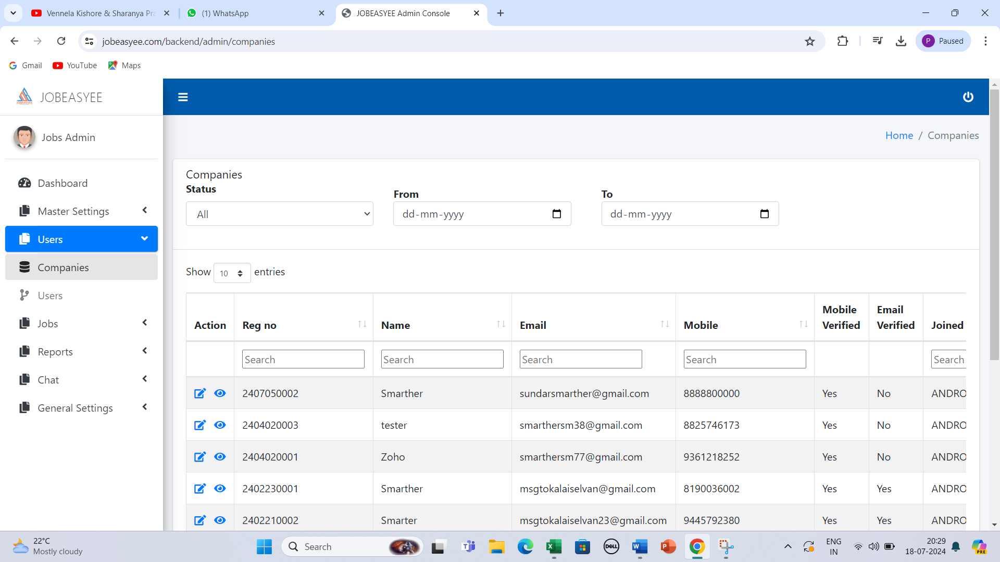 Vennela Kishore & Sharanya Pra
(1) WhatsApp
JOBEASYEE Admin Console
jobeasyee.com/backend/admin/companies
P Paused
Gmail YouTube Maps
JOBEASYEE
Jobs Admin
Home / Companies
Dashboard
Master Settings
Users
Companies
Users
Jobs
Reports
Chat
General Settings
Companies
Status From To
All dd-mm-yyyy dd-mm-yyyy
Show 10 entries
Action Reg no Name Email Mobile Mobile Verified Email Verified Joined
Search Search Search Search Search
2407050002 Smarther sundarsmarther@gmail.com 8888800000 Yes No ANDRO
2404020003 tester smarthersm38@gmail.com 8825746173 Yes No ANDRO
2404020001 Zoho smarthersm77@gmail.com 9361218252 Yes No ANDRO
2402230001 Smarther msgtokalaiselvan@gmail.com 8190036002 Yes Yes ANDRO
2402210002 Smarter msgtokalaiselvan23@gmail.com 9445792380 Yes Yes ANDRO
22°C
Mostly cloudy
Search
DELL
ENG
IN
20:29
18-07-2024
PRE